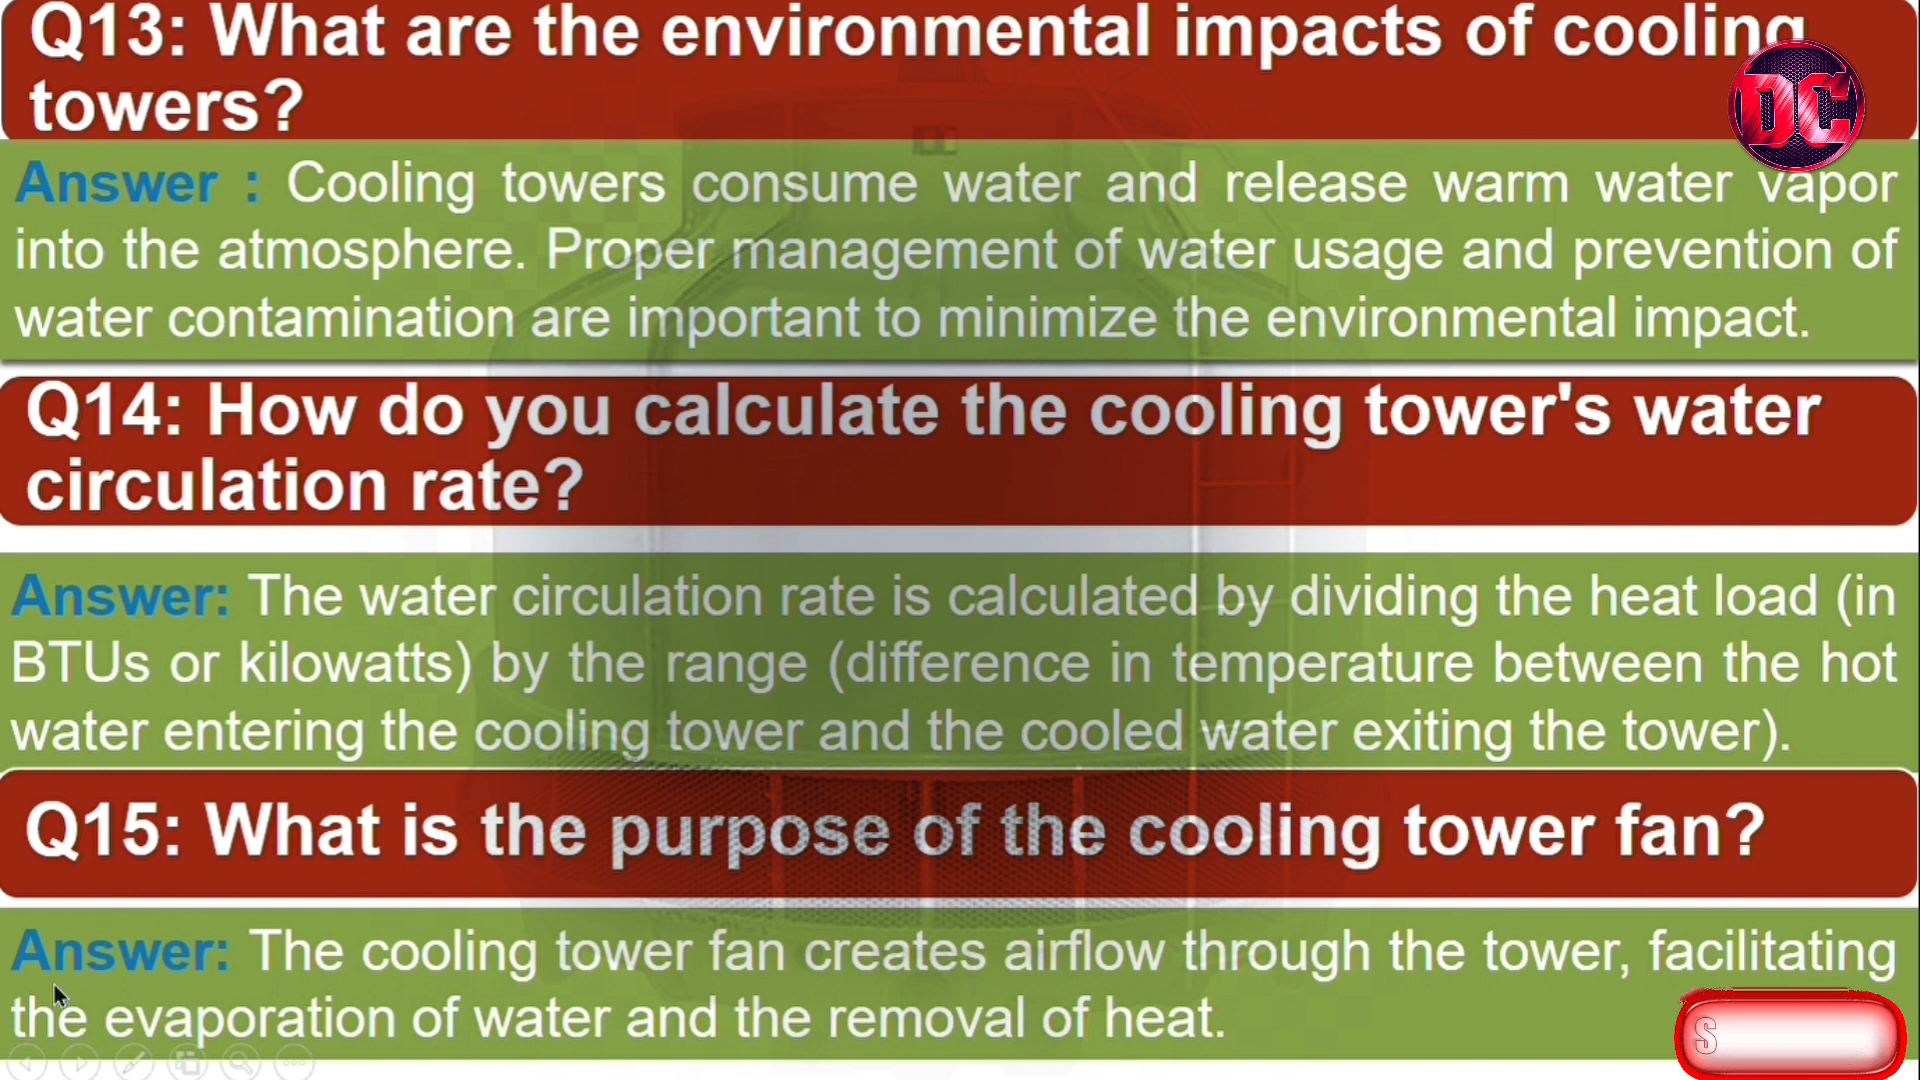 Q13: What are the environmental impacts of cooling
towers?
DC
Answer : Cooling towers consume water and release warm water vapor
into the atmosphere. Proper management of water usage and prevention of
water contamination are important to minimize the environmental impact.
Q14: How do you calculate the cooling tower's water
circulation rate?
Answer: The water circulation rate is calculated by dividing the heat load (in
BTUs or kilowatts) by the range (difference in temperature between the hot
water entering the cooling tower and the cooled water exiting the tower).
Q15: What is the purpose of the cooling tower fan?
Answer: The cooling tower fan creates airflow through the tower, facilitating
the evaporation of water and the removal of heat.
S